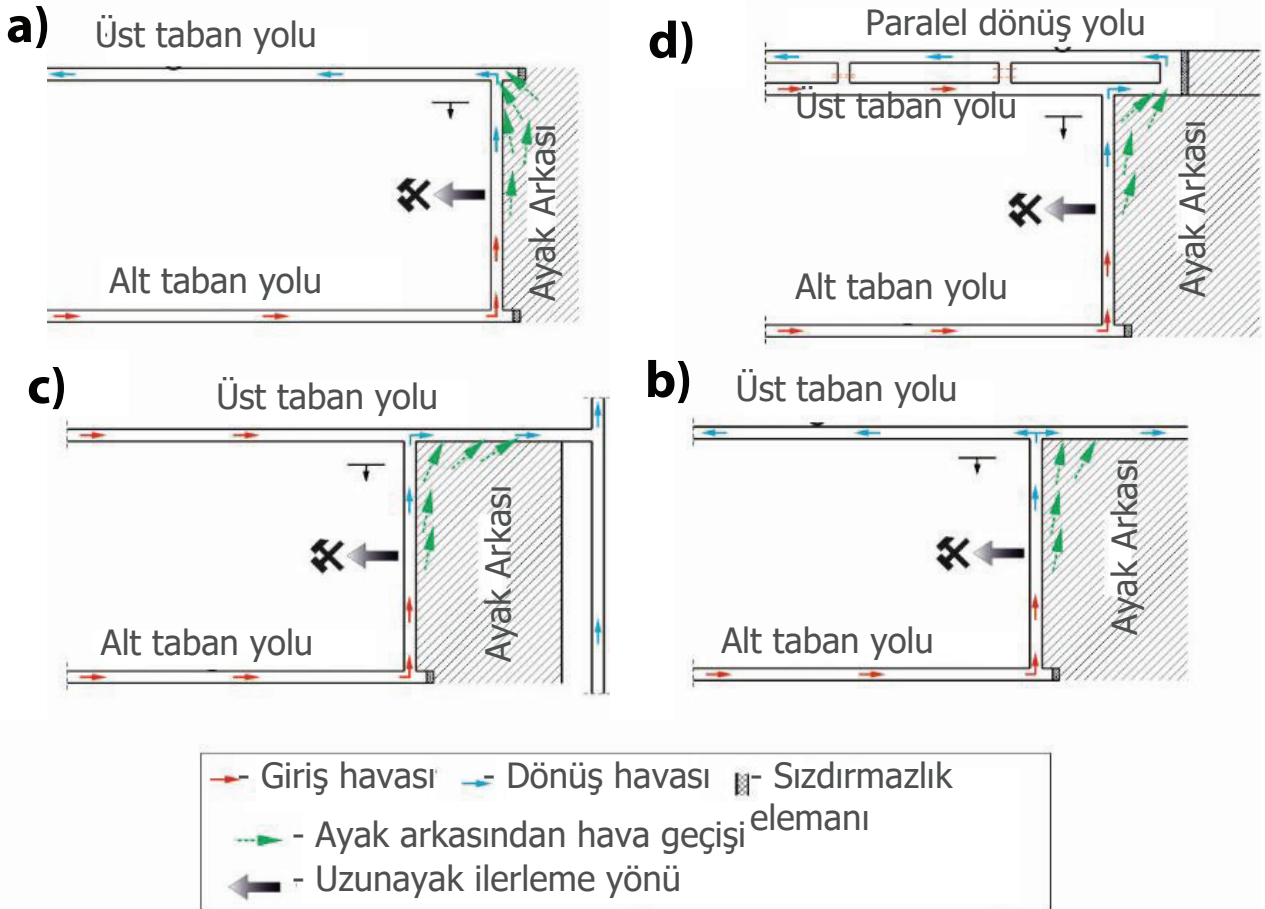 a)
Üst taban yolu
Ayak Arkası
Alt taban yolu
d)
Paralel dönüş yolu
Üst taban yolu
Ayak Arkası
Alt taban yolu
c)
Üst taban yolu
Ayak Arkası
Alt taban yolu
b)
Üst taban yolu
Ayak Arkası
Alt taban yolu
- Giriş havası - Dönüş havası - Sızdırmazlık
elemanı
- Ayak arkasından hava geçişi
- Uzunayak ilerleme yönü